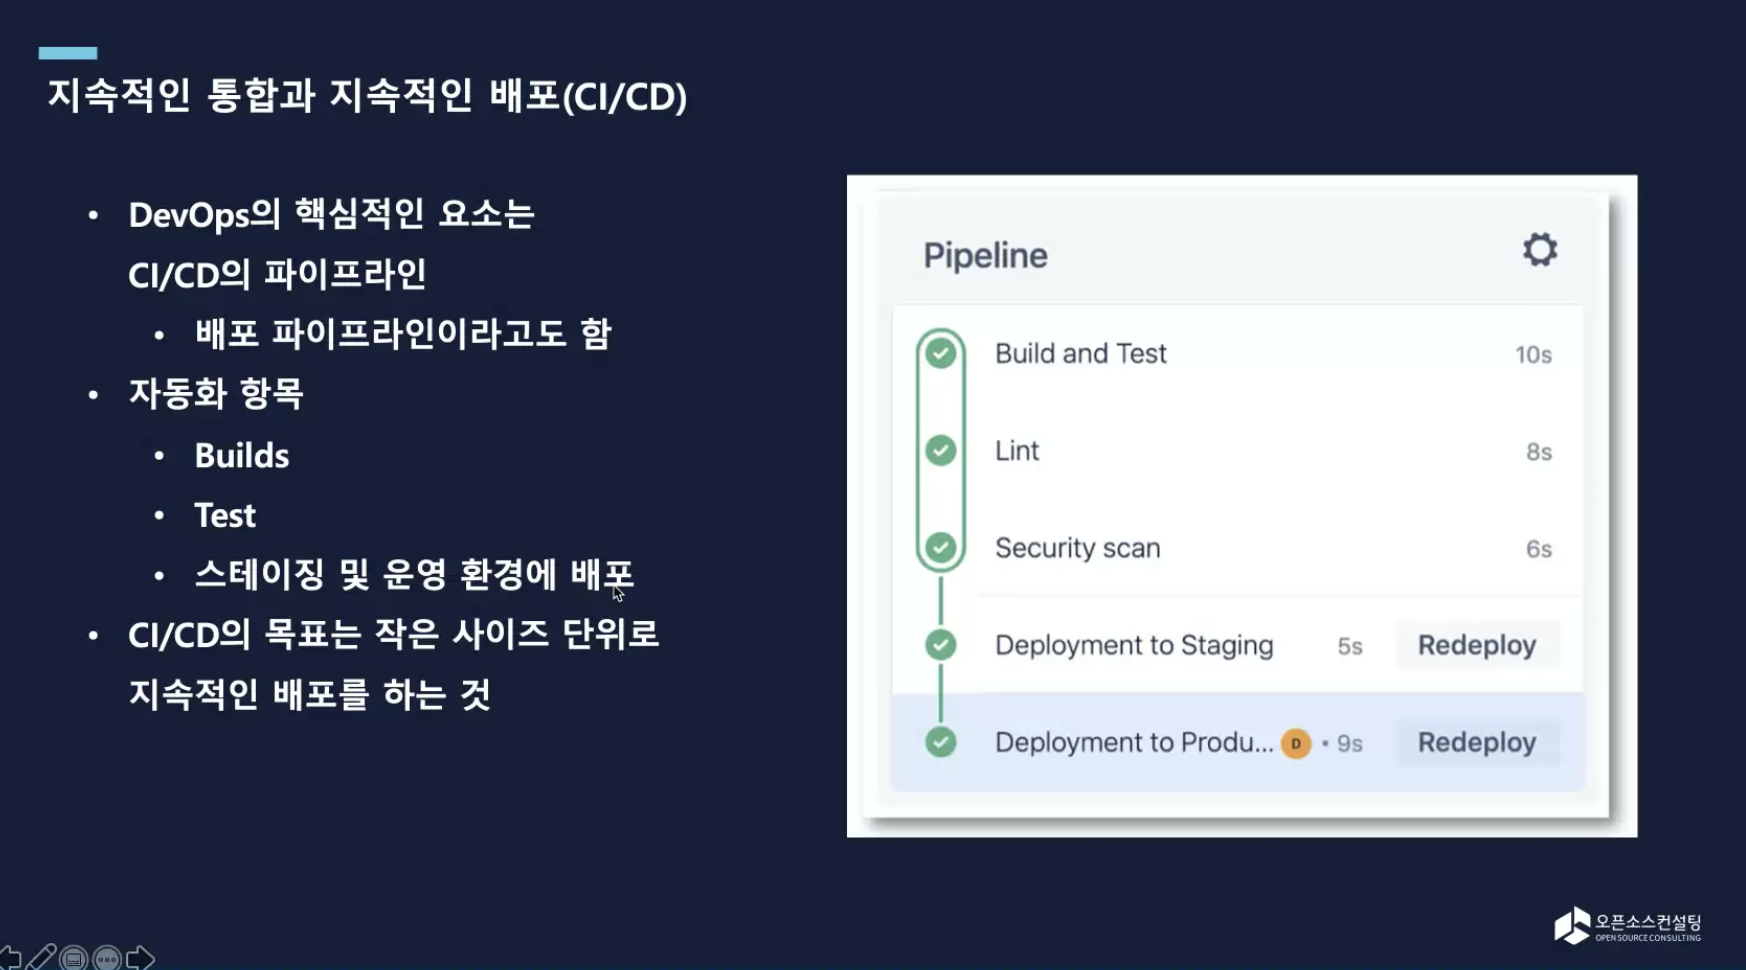 지속적인 통합과 지속적인 배포(CI/CD)
• DevOps의 핵심적인 요소는
CI/CD의 파이프라인
• 배포 파이프라인이라고도 함
• 자동화 항목
• Builds
• Test
• 스테이징 및 운영 환경에 배포
• CI/CD의 목표는 작은 사이즈 단위로
지속적인 배포를 하는 것
Pipeline
Build and Test 10s
Lint 8s
Security scan 6s
Deployment to Staging 5s Redeploy
Deployment to Produ... D • 9s Redeploy
오픈소스컨설팅
OPEN SOURCE CONSULTING